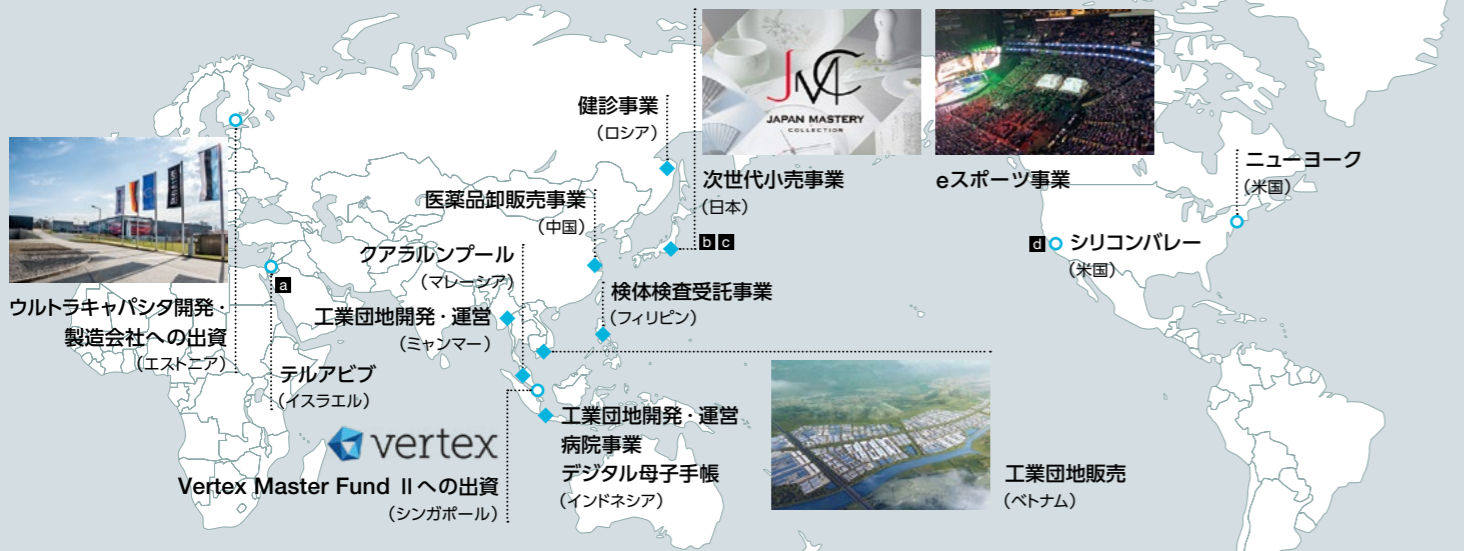 JMC
JAPAN MASTERY
COLLECTION
健診事業
（ロシア）
次世代小売事業
（日本）
b c
eスポーツ事業
ニューヨーク
（米国）
d シリコンバレー
（米国）
医薬品卸販売事業
（中国）
クアラルンプール
（マレーシア）
a
ウルトラキャパシタ開発・
製造会社への出資
（エストニア）
検体検査受託事業
（フィリピン）
工業団地開発・運営
（ミャンマー）
テルアビブ
（イスラエル）
vertex
Vertex Master Fund Ⅱへの出資
（シンガポール）
工業団地開発・運営
病院事業
デジタル母子手帳
（インドネシア）
工業団地販売
（ベトナム）